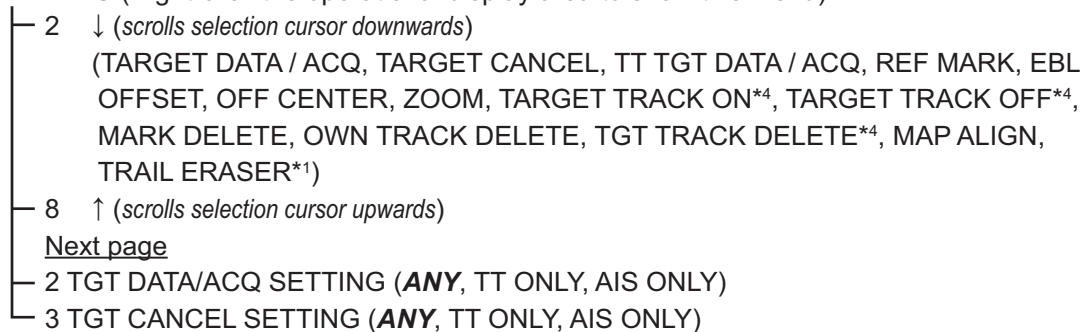 2 ↓ (scrolls selection cursor downwards)
(TARGET DATA / ACQ, TARGET CANCEL, TT TGT DATA / ACQ, REF MARK, EBL
OFFSET, OFF CENTER, ZOOM, TARGET TRACK ON*4, TARGET TRACK OFF*4,
MARK DELETE, OWN TRACK DELETE, TGT TRACK DELETE*4, MAP ALIGN,
TRAIL ERASER*1)
8 ↑ (scrolls selection cursor upwards)
Next page
2 TGT DATA/ACQ SETTING (ANY, TT ONLY, AIS ONLY)
3 TGT CANCEL SETTING (ANY, TT ONLY, AIS ONLY)